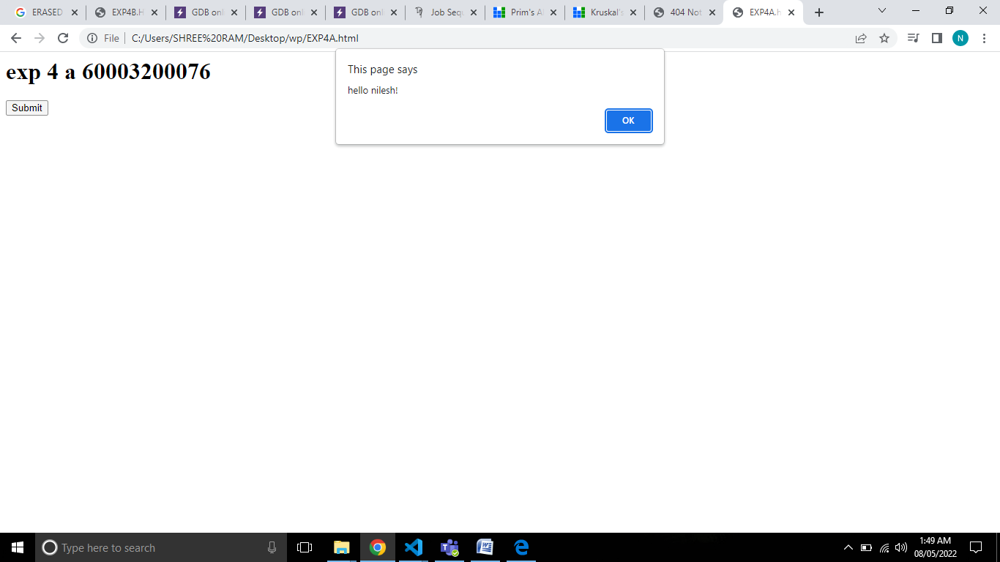 ERASED
EXP4B.H
GDB onl
GDB onl
GDB onl
Job Sequ
Prim's A
Kruskal's
404 Not
EXP4A.h
File
C:/Users/SHREE%20RAM/Desktop/wp/EXP4A.html
N
exp 4 a 60003200076
Submit
This page says
hello nilesh!
OK
Type here to search
1:49 AM
08/05/2022